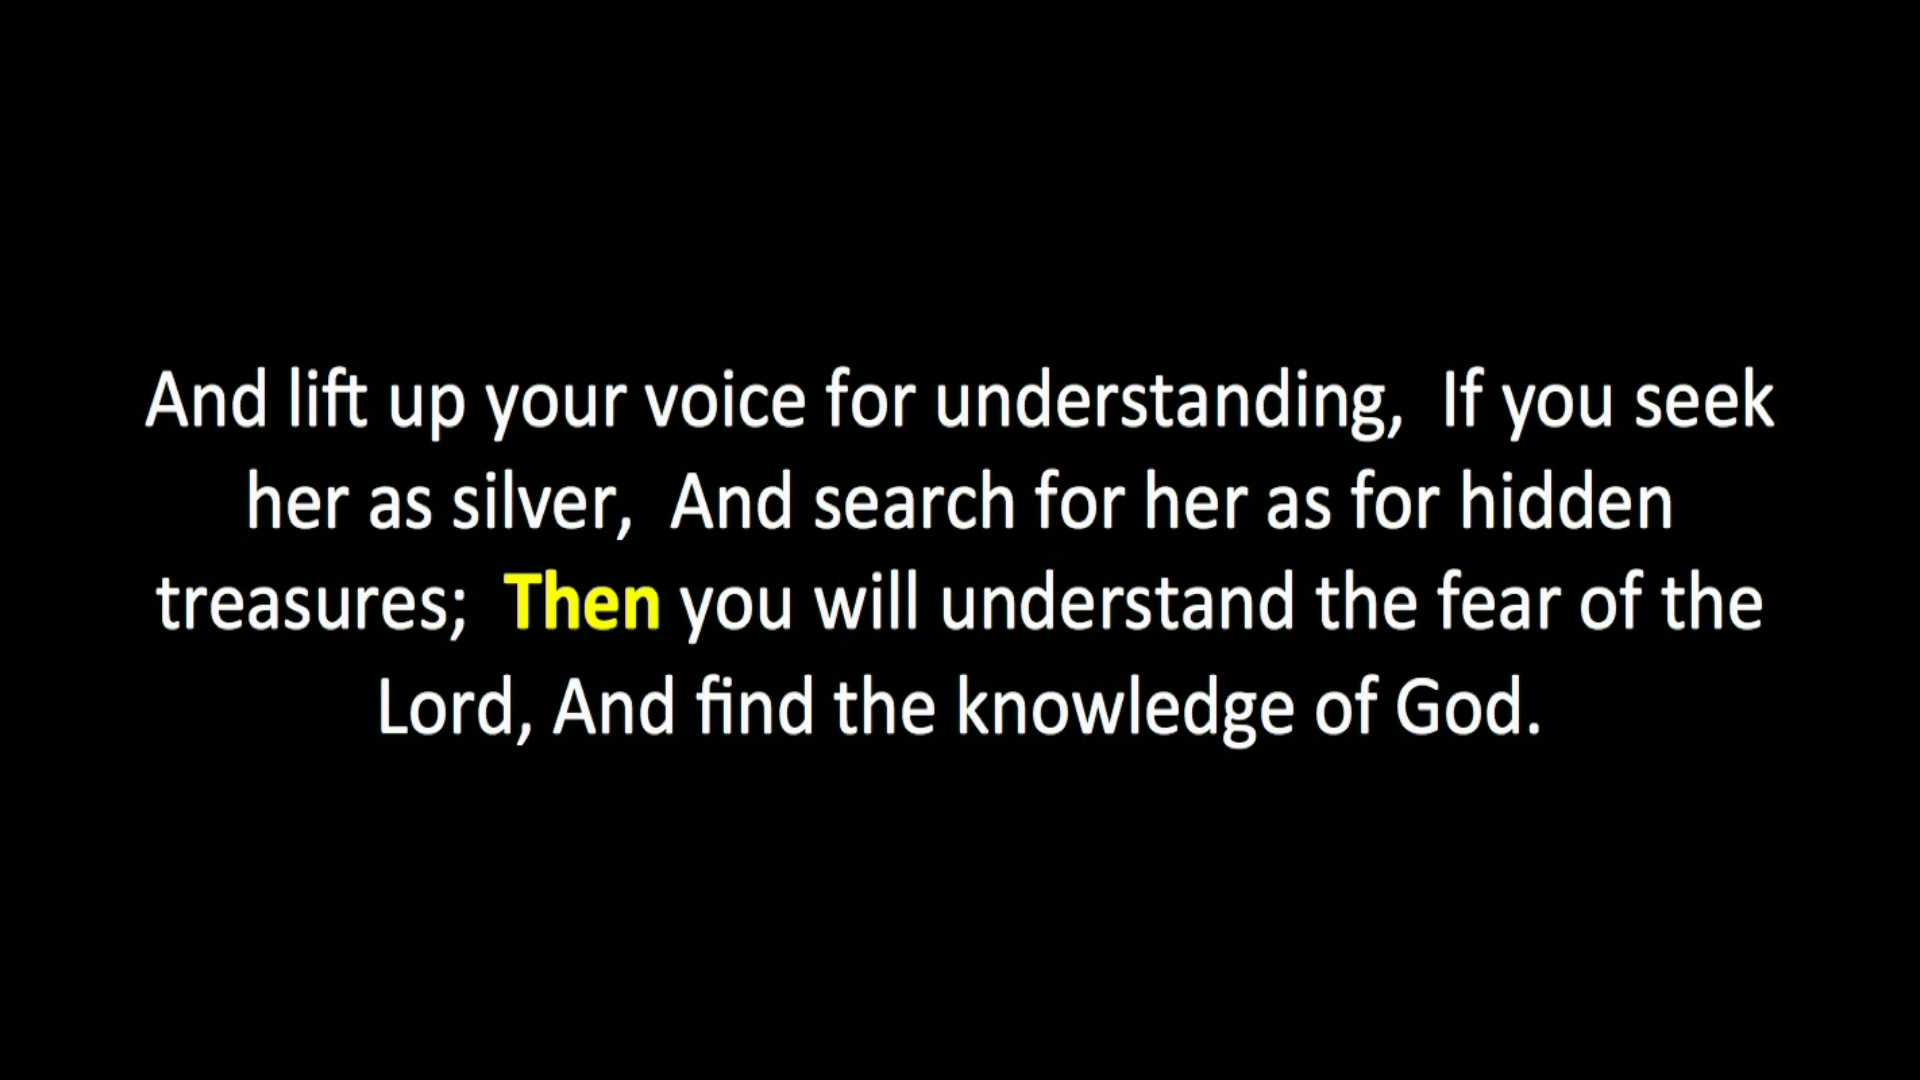 And lift up your voice for understanding,  If you seek
her as silver,  And search for her as for hidden
treasures;  Then you will understand the fear of the
Lord, And find the knowledge of God.